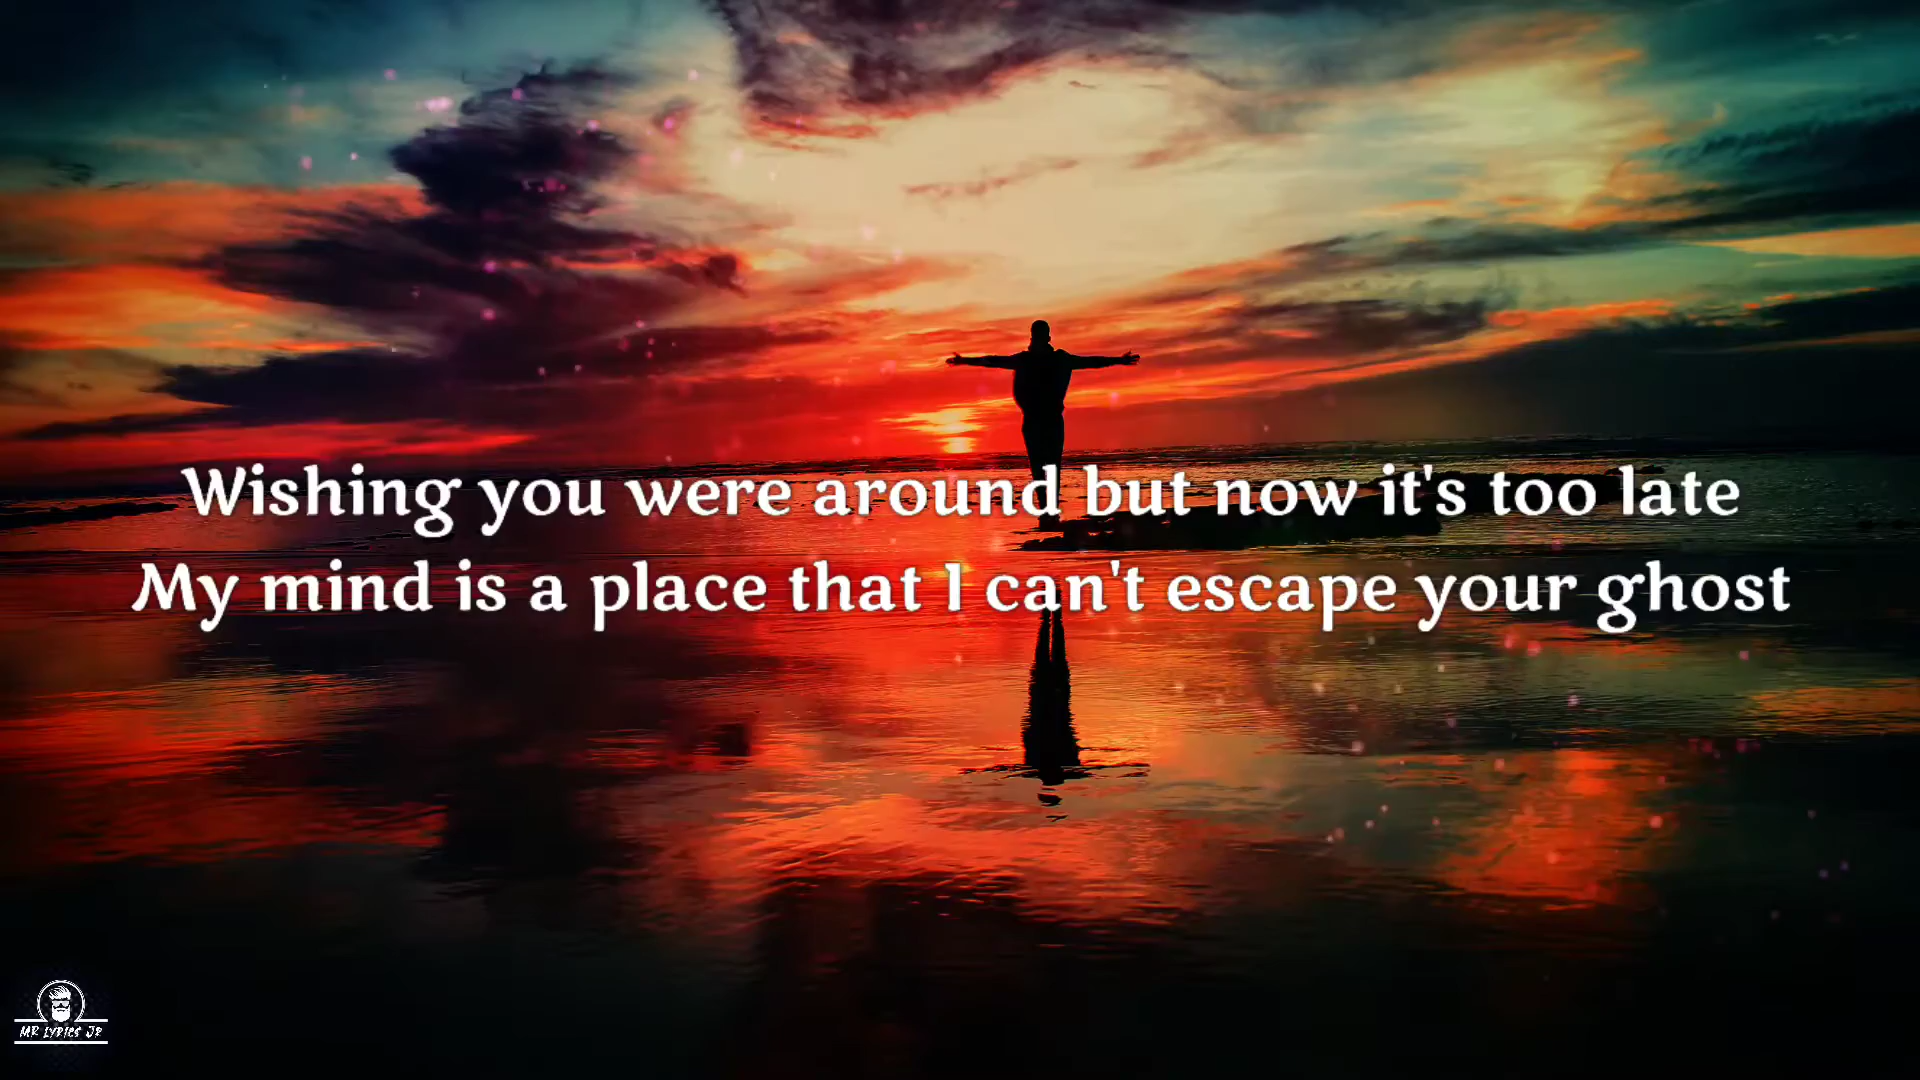 Wishing you were around but now it's too late
My mind is a place that I can't escape your ghost
MR LYRICS JR